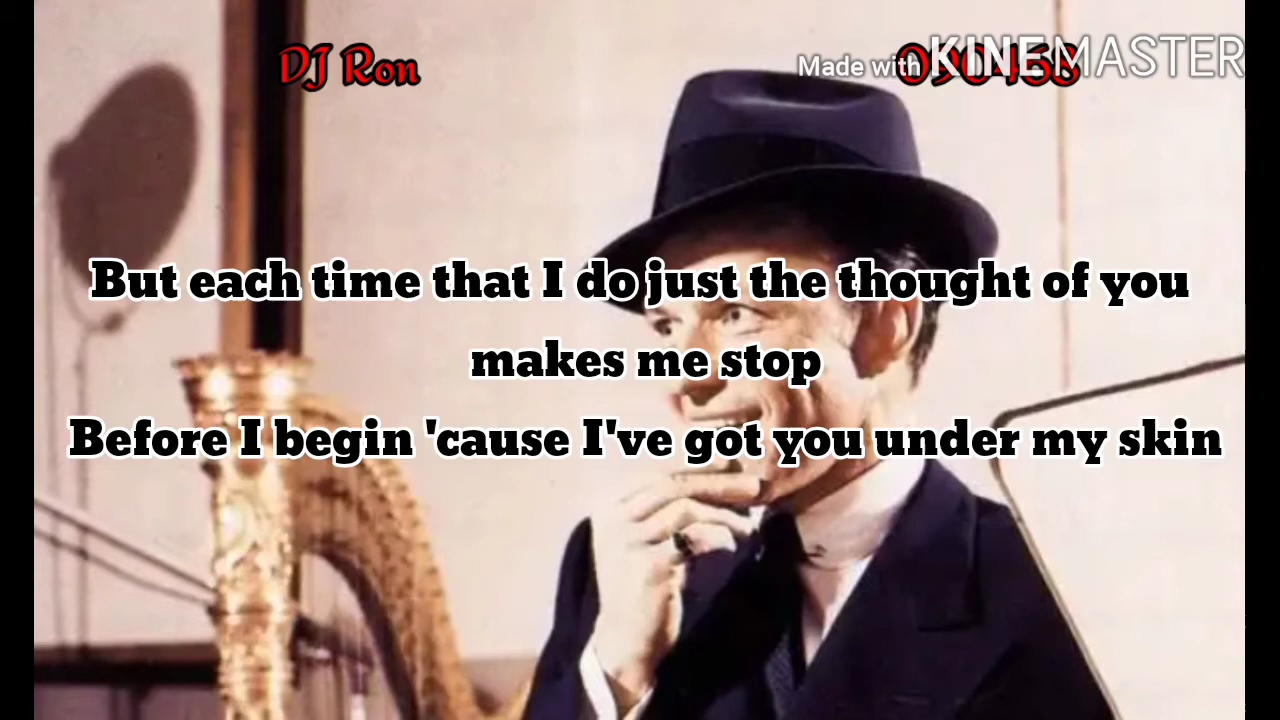 DJ Ron
Made with KINEMASTER
But each time that I do just the thought of you
makes me stop
Before I begin 'cause I've got you under my skin